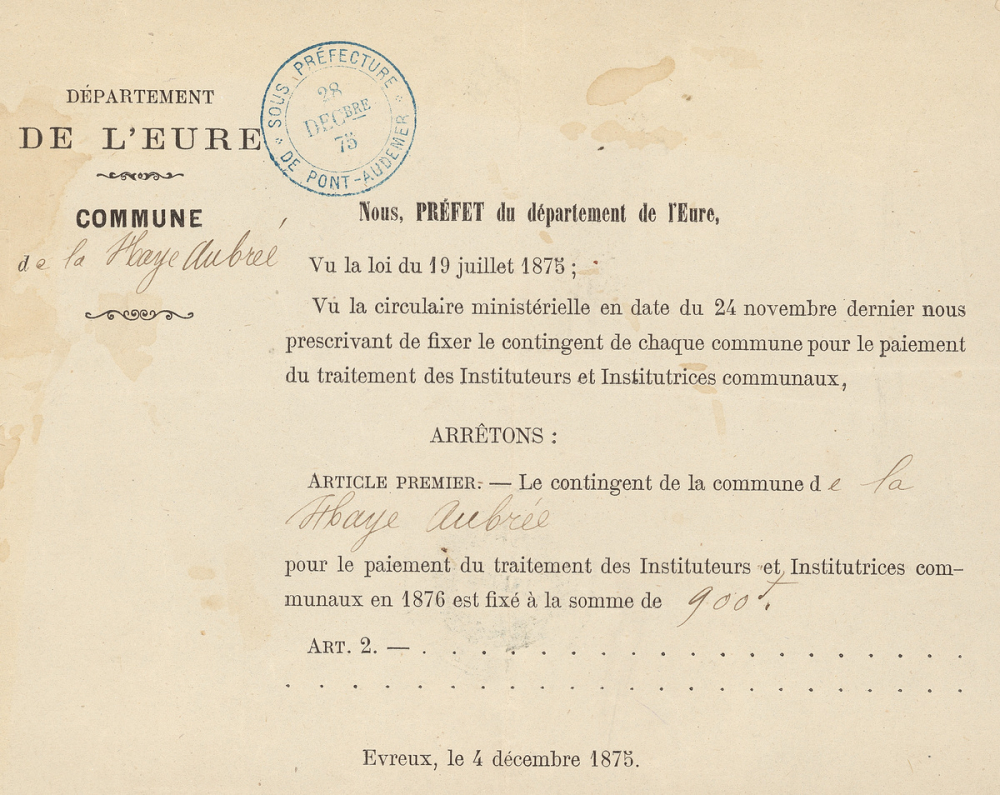 DÉPARTEMENT
DE L'EURE
COMMUNE
de la Haye Aubrée
SOUS PRÉFECTURE
28
DECBRE
75
DE PONT-AUDEMER
Nous, PRÉFET du département de l'Eure,
Vu la loi du 19 juillet 1875 ;
Vu la circulaire ministérielle en date du 24 novembre dernier nous
prescrivant de fixer le contingent de chaque commune pour le paiement
du traitement des Instituteurs et Institutrices communaux,
ARRÊTONS :
ARTICLE PREMIER. — Le contingent de la commune de la
Haye Aubrée
pour le paiement du traitement des Instituteurs et Institutrices com-
munaux en 1876 est fixé à la somme de 900f.
ART. 2. — . . . . . . . . . . . . . . . . . . . .
. . . . . . . . . . . . . . . . . . . . . . . . .
Evreux, le 4 décembre 1875.